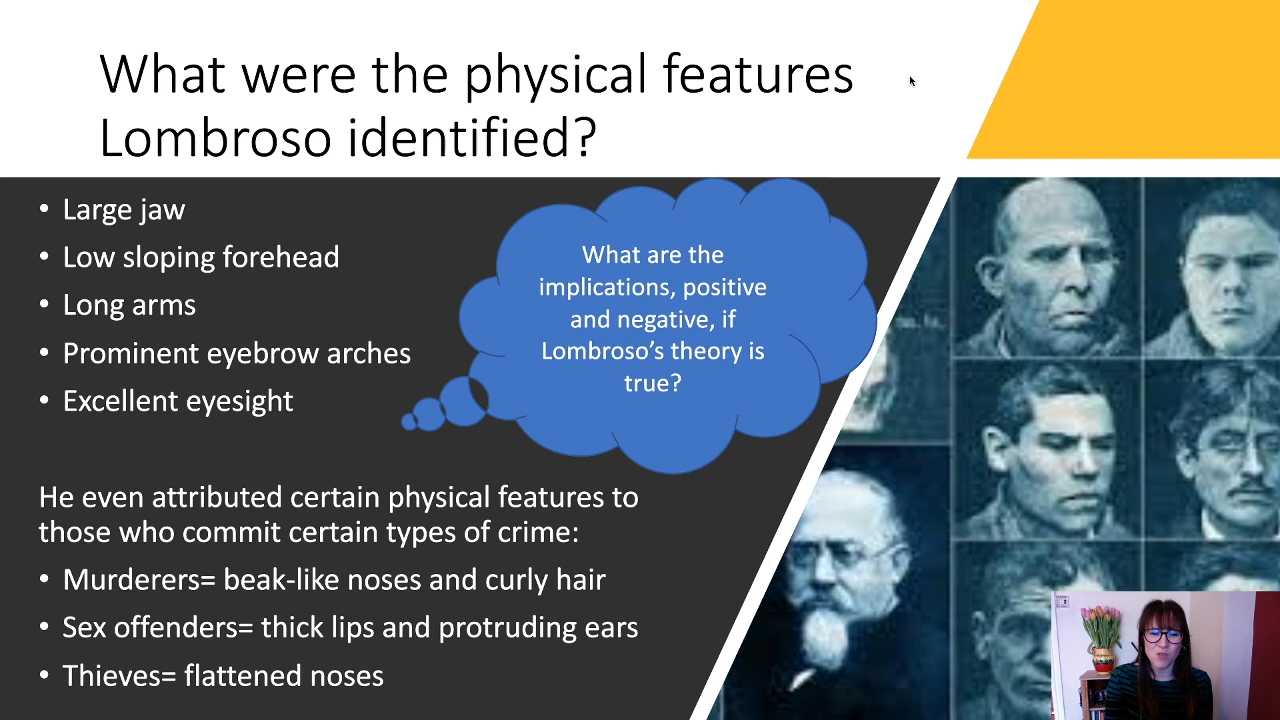 What were the physical features
Lombroso identified?
• Large jaw
• Low sloping forehead
• Long arms
• Prominent eyebrow arches
• Excellent eyesight
What are the
implications, positive
and negative, if
Lombroso's theory is
true?
He even attributed certain physical features to
those who commit certain types of crime:
• Murderers= beak-like noses and curly hair
• Sex offenders= thick lips and protruding ears
• Thieves= flattened noses